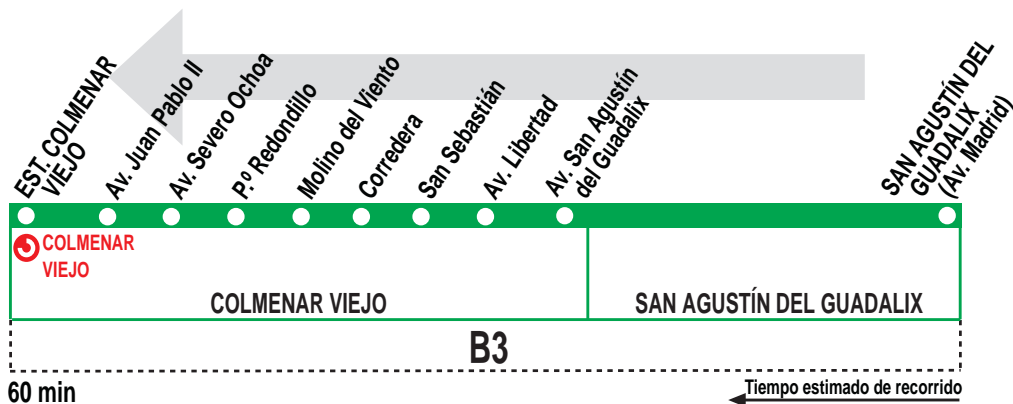 EST. COLMENAR
VIEJO
Av. Juan Pablo II
Av. Severo Ochoa
P.º Redondillo
Molino del Viento
Corredera
San Sebastián
Av. Libertad
Av. San Agustín
del Guadalix
SAN AGUSTÍN DEL
GUADALIX
(Av. Madrid)
COLMENAR
VIEJO
COLMENAR VIEJO
SAN AGUSTÍN DEL GUADALIX
B3
60 min
Tiempo estimado de recorrido